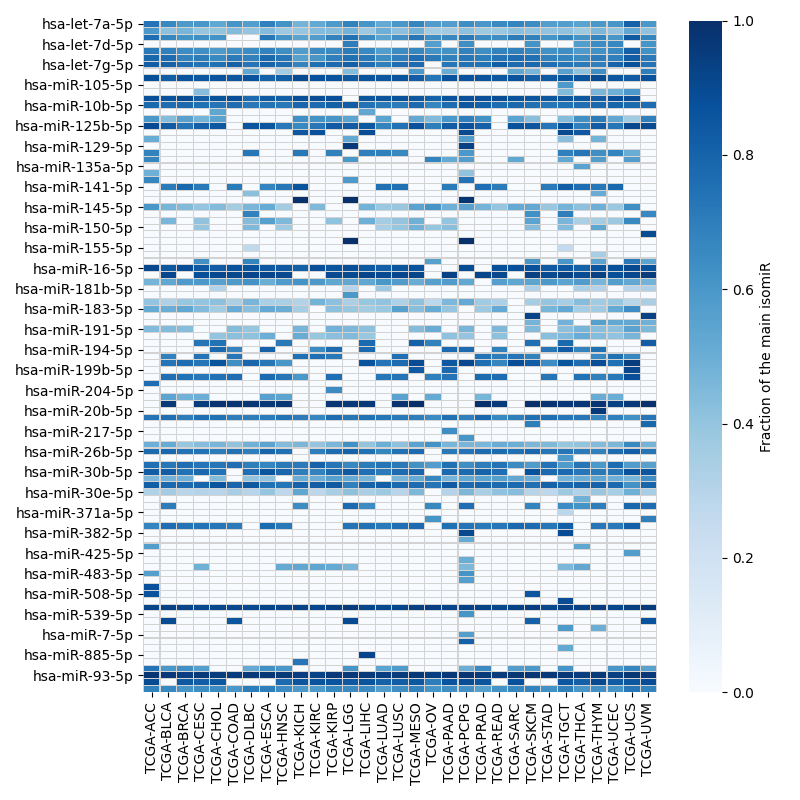 hsa-let-7a-5p
hsa-let-7d-5p
hsa-let-7g-5p
hsa-miR-105-5p
hsa-miR-10b-5p
hsa-miR-125b-5p
hsa-miR-129-5p
hsa-miR-135a-5p
hsa-miR-141-5p
hsa-miR-145-5p
hsa-miR-150-5p
hsa-miR-155-5p
hsa-miR-16-5p
hsa-miR-181b-5p
hsa-miR-183-5p
hsa-miR-191-5p
hsa-miR-194-5p
hsa-miR-199b-5p
hsa-miR-204-5p
hsa-miR-20b-5p
hsa-miR-217-5p
hsa-miR-26b-5p
hsa-miR-30b-5p
hsa-miR-30e-5p
hsa-miR-371a-5p
hsa-miR-382-5p
hsa-miR-425-5p
hsa-miR-483-5p
hsa-miR-508-5p
hsa-miR-539-5p
hsa-miR-7-5p
hsa-miR-885-5p
hsa-miR-93-5p
TCGA-ACC
TCGA-BLCA
TCGA-BRCA
TCGA-CESC
TCGA-CHOL
TCGA-COAD
TCGA-DLBC
TCGA-ESCA
TCGA-HNSC
TCGA-KICH
TCGA-KIRC
TCGA-KIRP
TCGA-LGG
TCGA-LIHC
TCGA-LUAD
TCGA-LUSC
TCGA-MESO
TCGA-OV
TCGA-PAAD
TCGA-PCPG
TCGA-PRAD
TCGA-READ
TCGA-SARC
TCGA-SKCM
TCGA-STAD
TCGA-TGCT
TCGA-THCA
TCGA-THYM
TCGA-UCEC
TCGA-UCS
TCGA-UVM
1.0
0.8
0.6
0.4
0.2
0.0
Fraction of the main isomiR